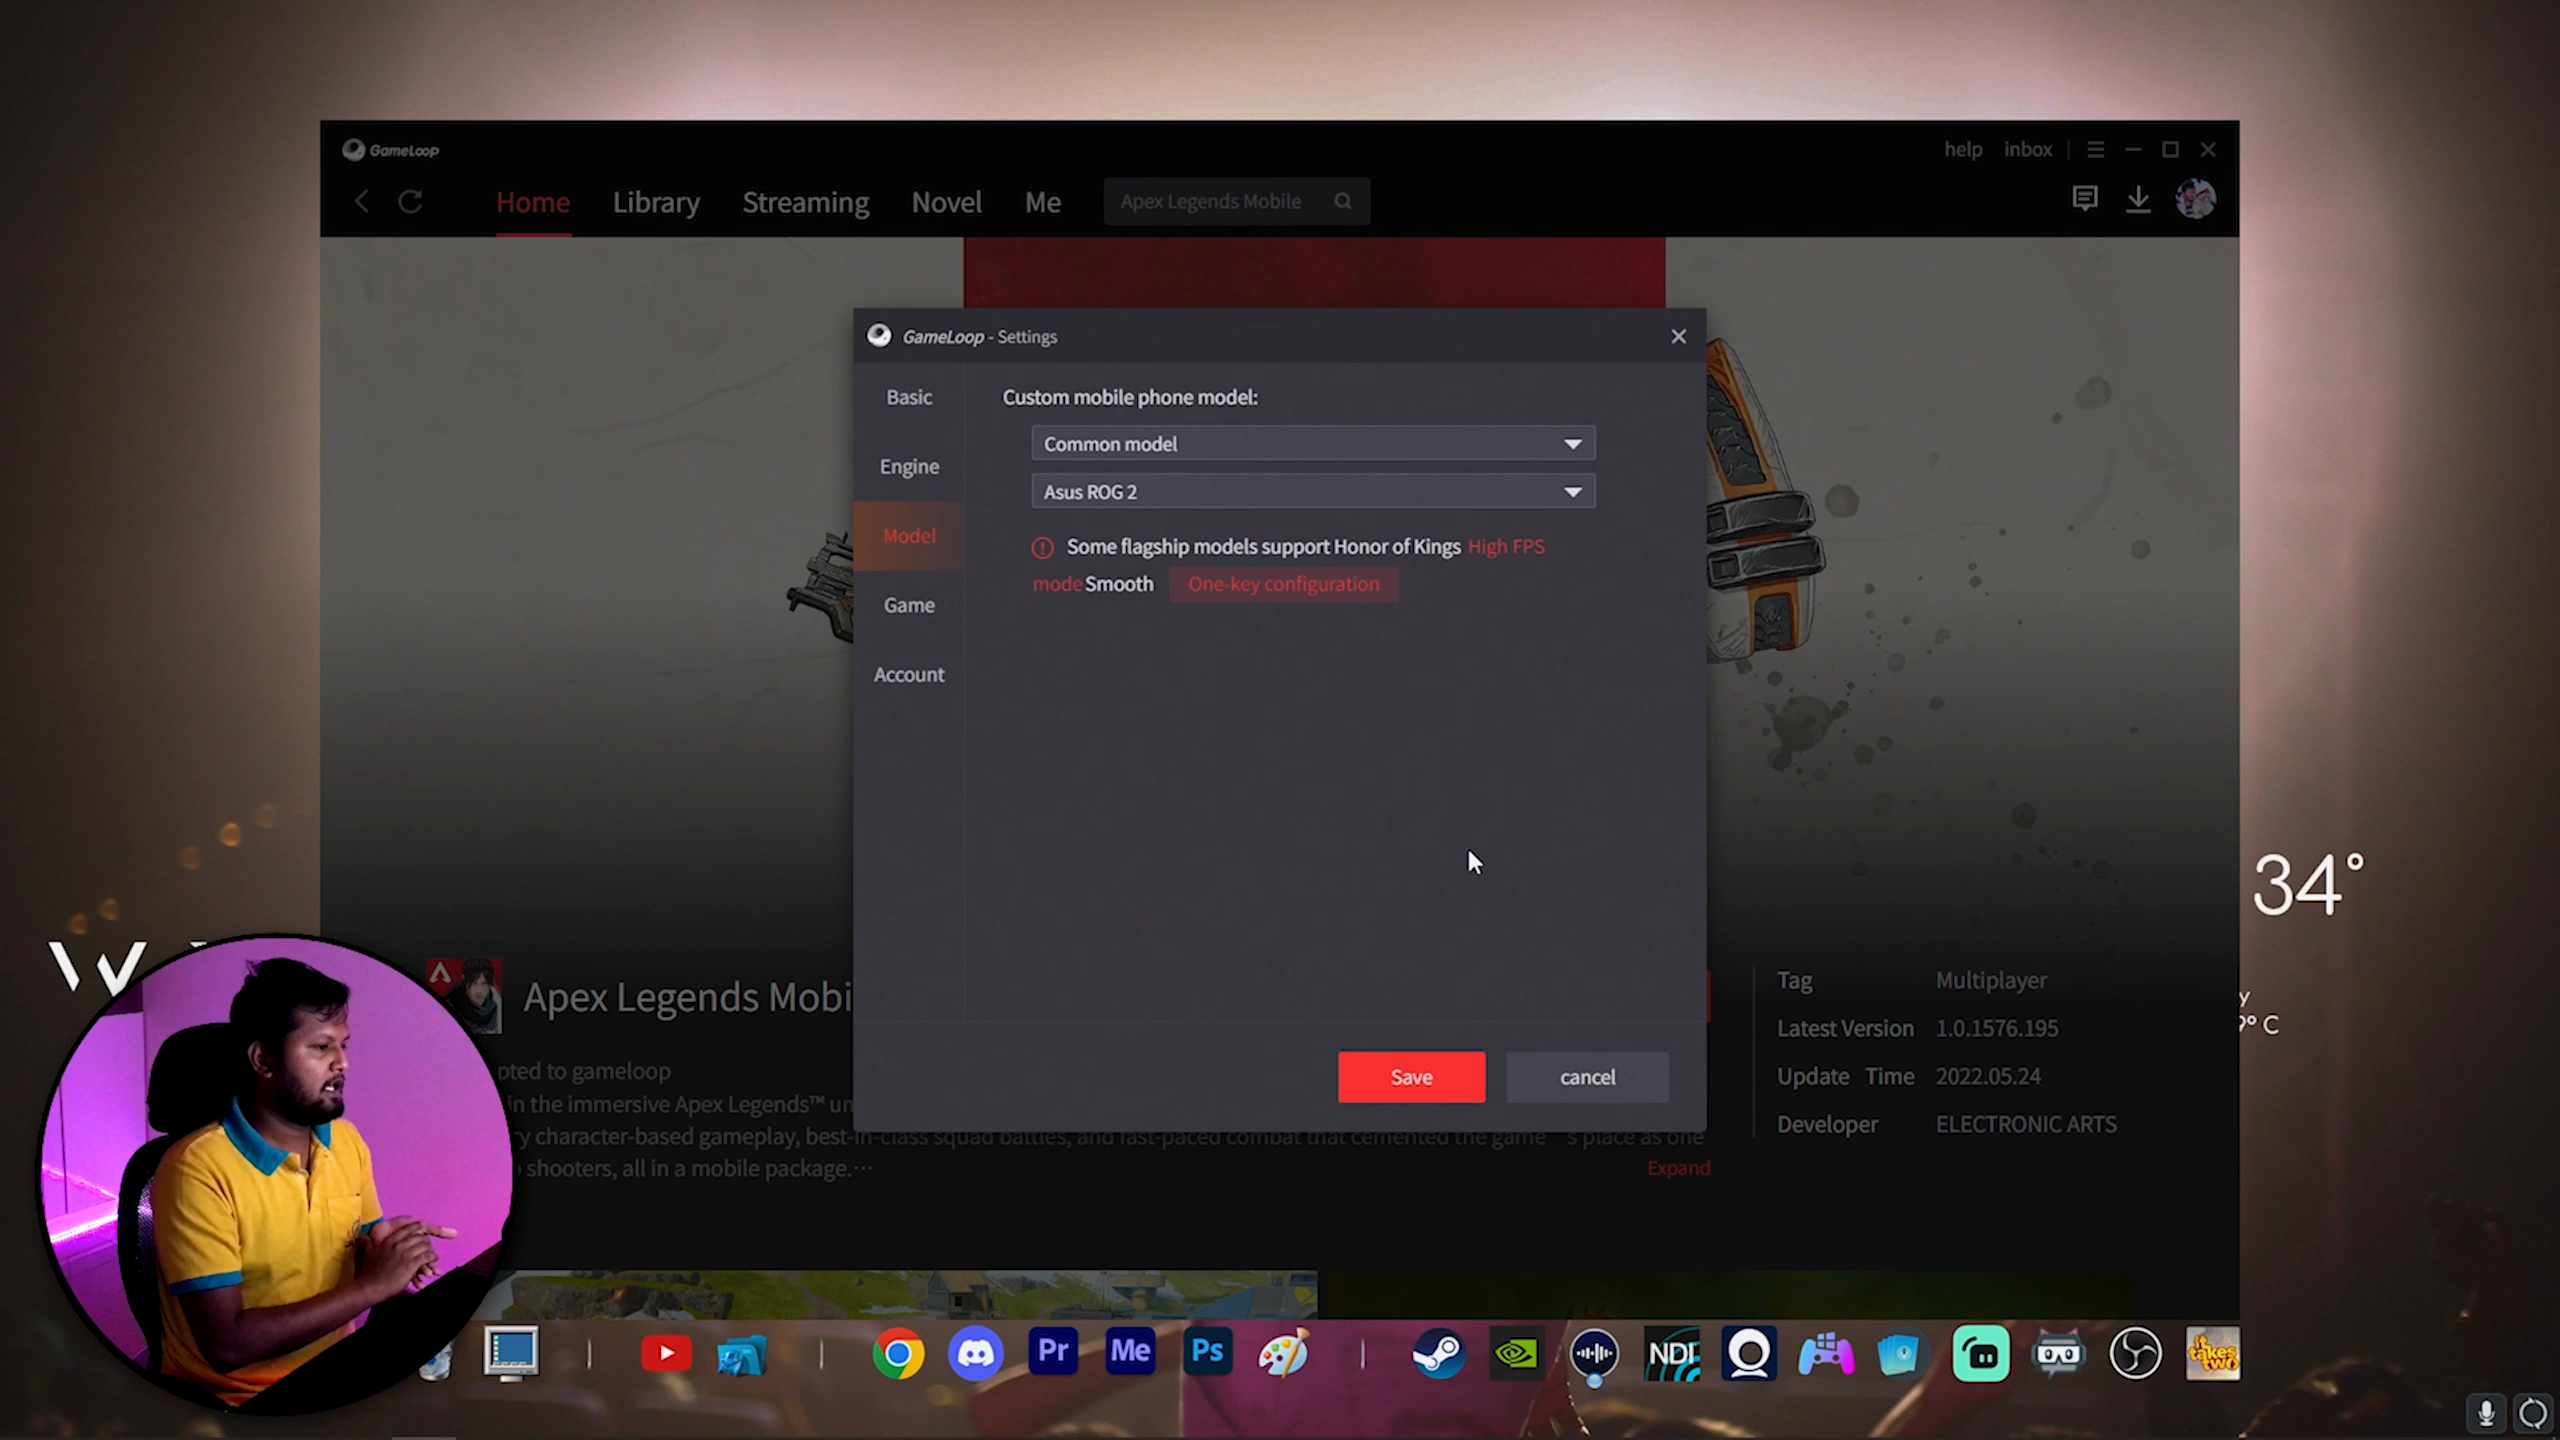 GameLoop
help inbox
Home Library Streaming Novel Me Apex Legends Mobile
GameLoop - Settings
Basic
Engine
Model
Game
Account
Custom mobile phone model:
Common model
Asus ROG 2
Some flagship models support Honor of Kings High FPS
mode Smooth One-key configuration
Save cancel
34°
° C
W
Apex Legends Mobi
pted to gameloop
in the immersive Apex Legends™ un
y character-based gameplay, best-in-class squad battles, and fast-paced combat that cemented the game s place as one
shooters, all in a mobile package.···
Expand
Tag Multiplayer
Latest Version 1.0.1576.195
Update Time 2022.05.24
Developer ELECTRONIC ARTS
Pr Me Ps NDI it takes two